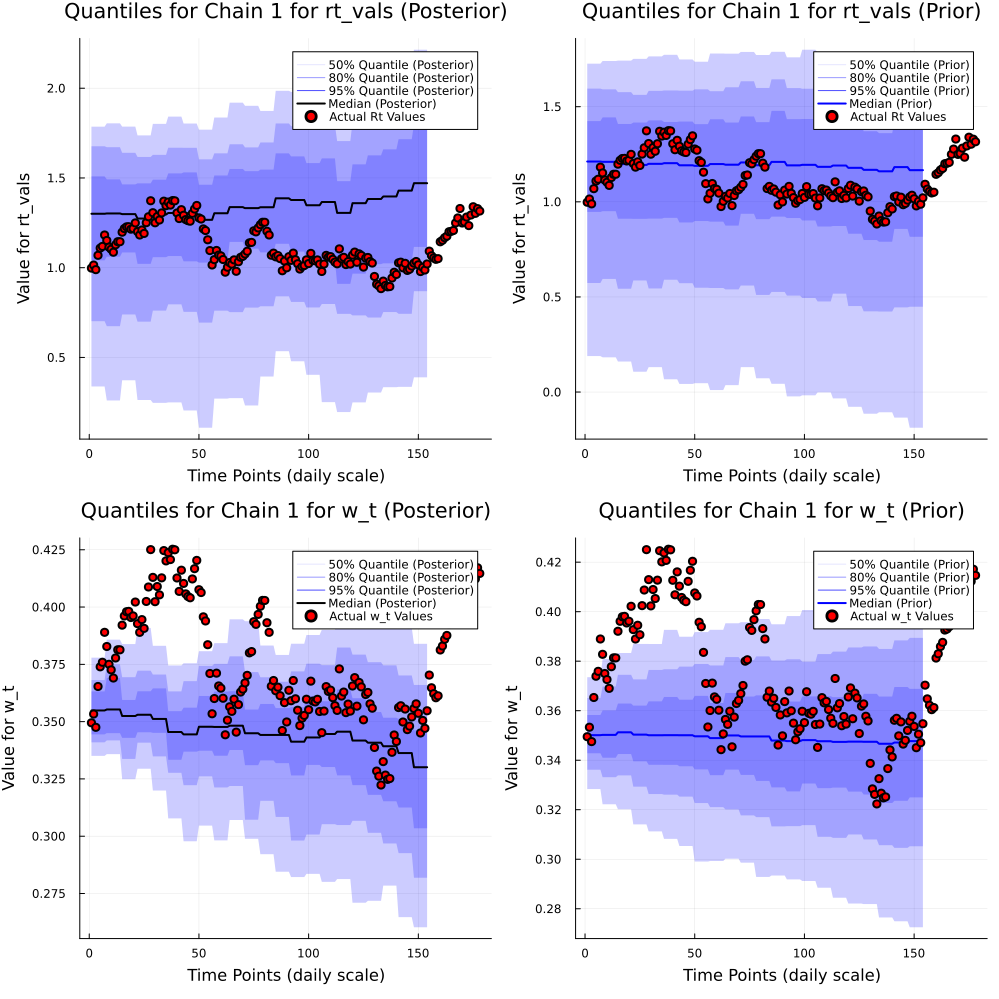 Quantiles for Chain 1 for rt_vals (Posterior)
Value for rt_vals
2.0
1.5
1.0
0.5
50% Quantile (Posterior)
80% Quantile (Posterior)
95% Quantile (Posterior)
Median (Posterior)
Actual Rt Values
0
50
100
150
Time Points (daily scale)
Quantiles for Chain 1 for rt_vals (Prior)
Value for rt_vals
1.5
1.0
0.5
0.0
50% Quantile (Prior)
80% Quantile (Prior)
95% Quantile (Prior)
Median (Prior)
Actual Rt Values
0
50
100
150
Time Points (daily scale)
Quantiles for Chain 1 for w_t (Posterior)
Value for w_t
0.425
0.400
0.375
0.350
0.325
0.300
0.275
50% Quantile (Posterior)
80% Quantile (Posterior)
95% Quantile (Posterior)
Median (Posterior)
Actual w_t Values
0
50
100
150
Time Points (daily scale)
Quantiles for Chain 1 for w_t (Prior)
Value for w_t
0.42
0.40
0.38
0.36
0.34
0.32
0.30
0.28
50% Quantile (Prior)
80% Quantile (Prior)
95% Quantile (Prior)
Median (Prior)
Actual w_t Values
0
50
100
150
Time Points (daily scale)